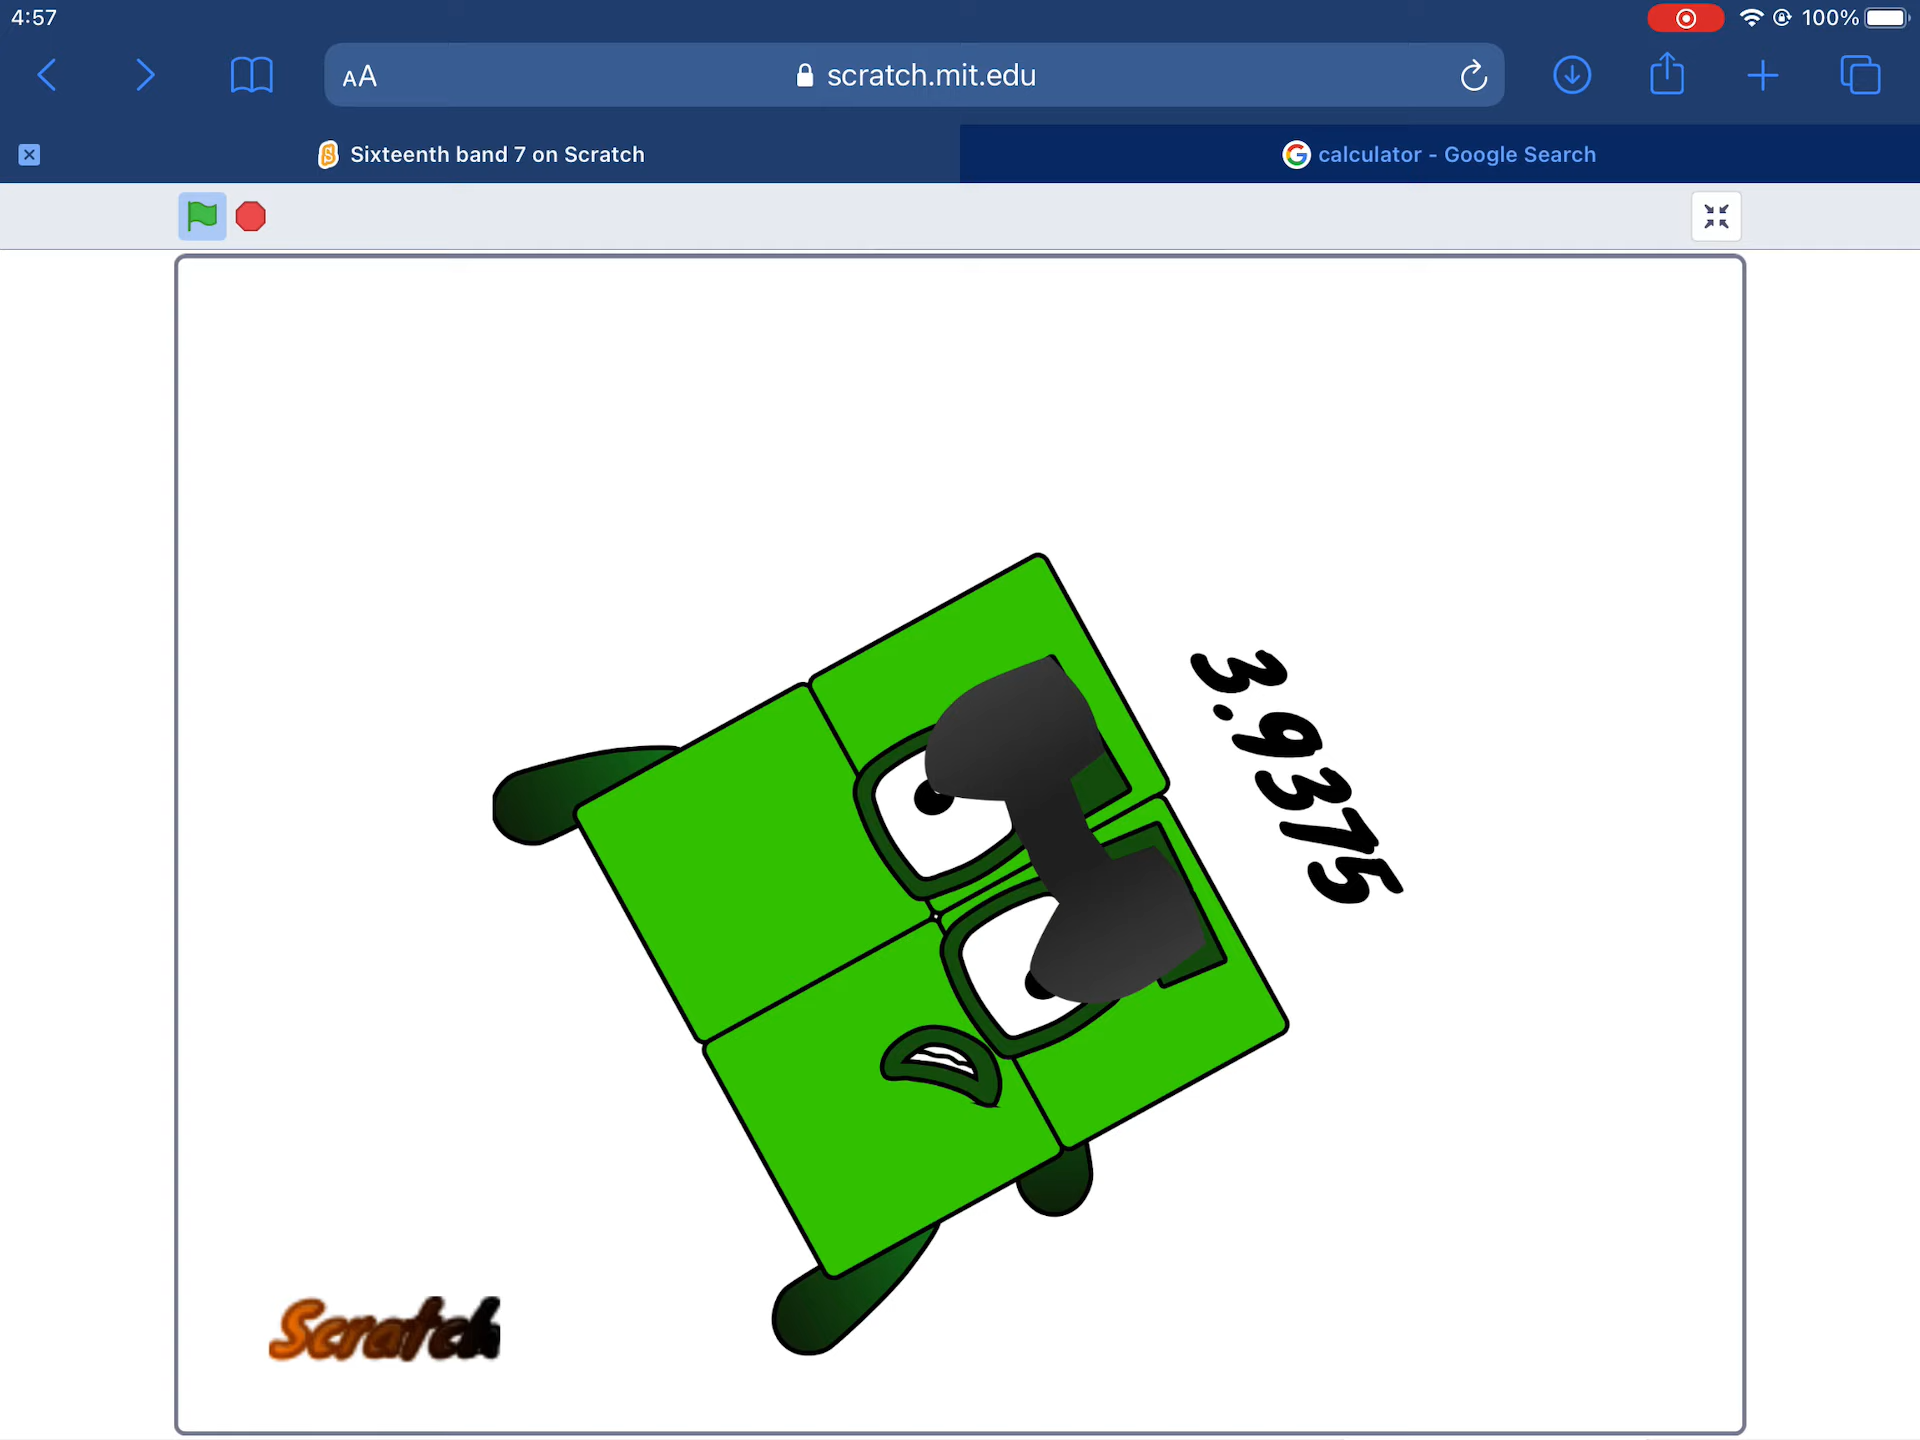 4:57
100%
AA
scratch.mit.edu
Sixteenth band 7 on Scratch
calculator - Google Search
3.9375
Scratch